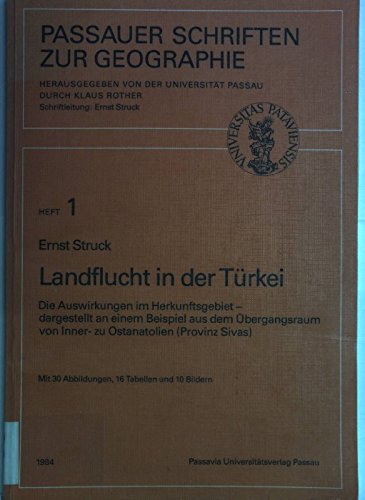 PASSAUER SCHRIFTEN
ZUR GEOGRAPHIE
HERAUSGEGEBEN VON DER UNIVERSITÄT PASSAU
DURCH KLAUS ROTHER
Schriftleitung: Ernst Struck
UNIVERSITAS PATAVIENSIS
HEFT 1
Ernst Struck
Landflucht in der Türkei
Die Auswirkungen im Herkunftsgebiet –
dargestellt an einem Beispiel aus dem Übergangsraum
von Inner- zu Ostanatolien (Provinz Sivas)
Mit 30 Abbildungen, 16 Tabellen und 10 Bildern
1984
Passavia Universitätsverlag Passau